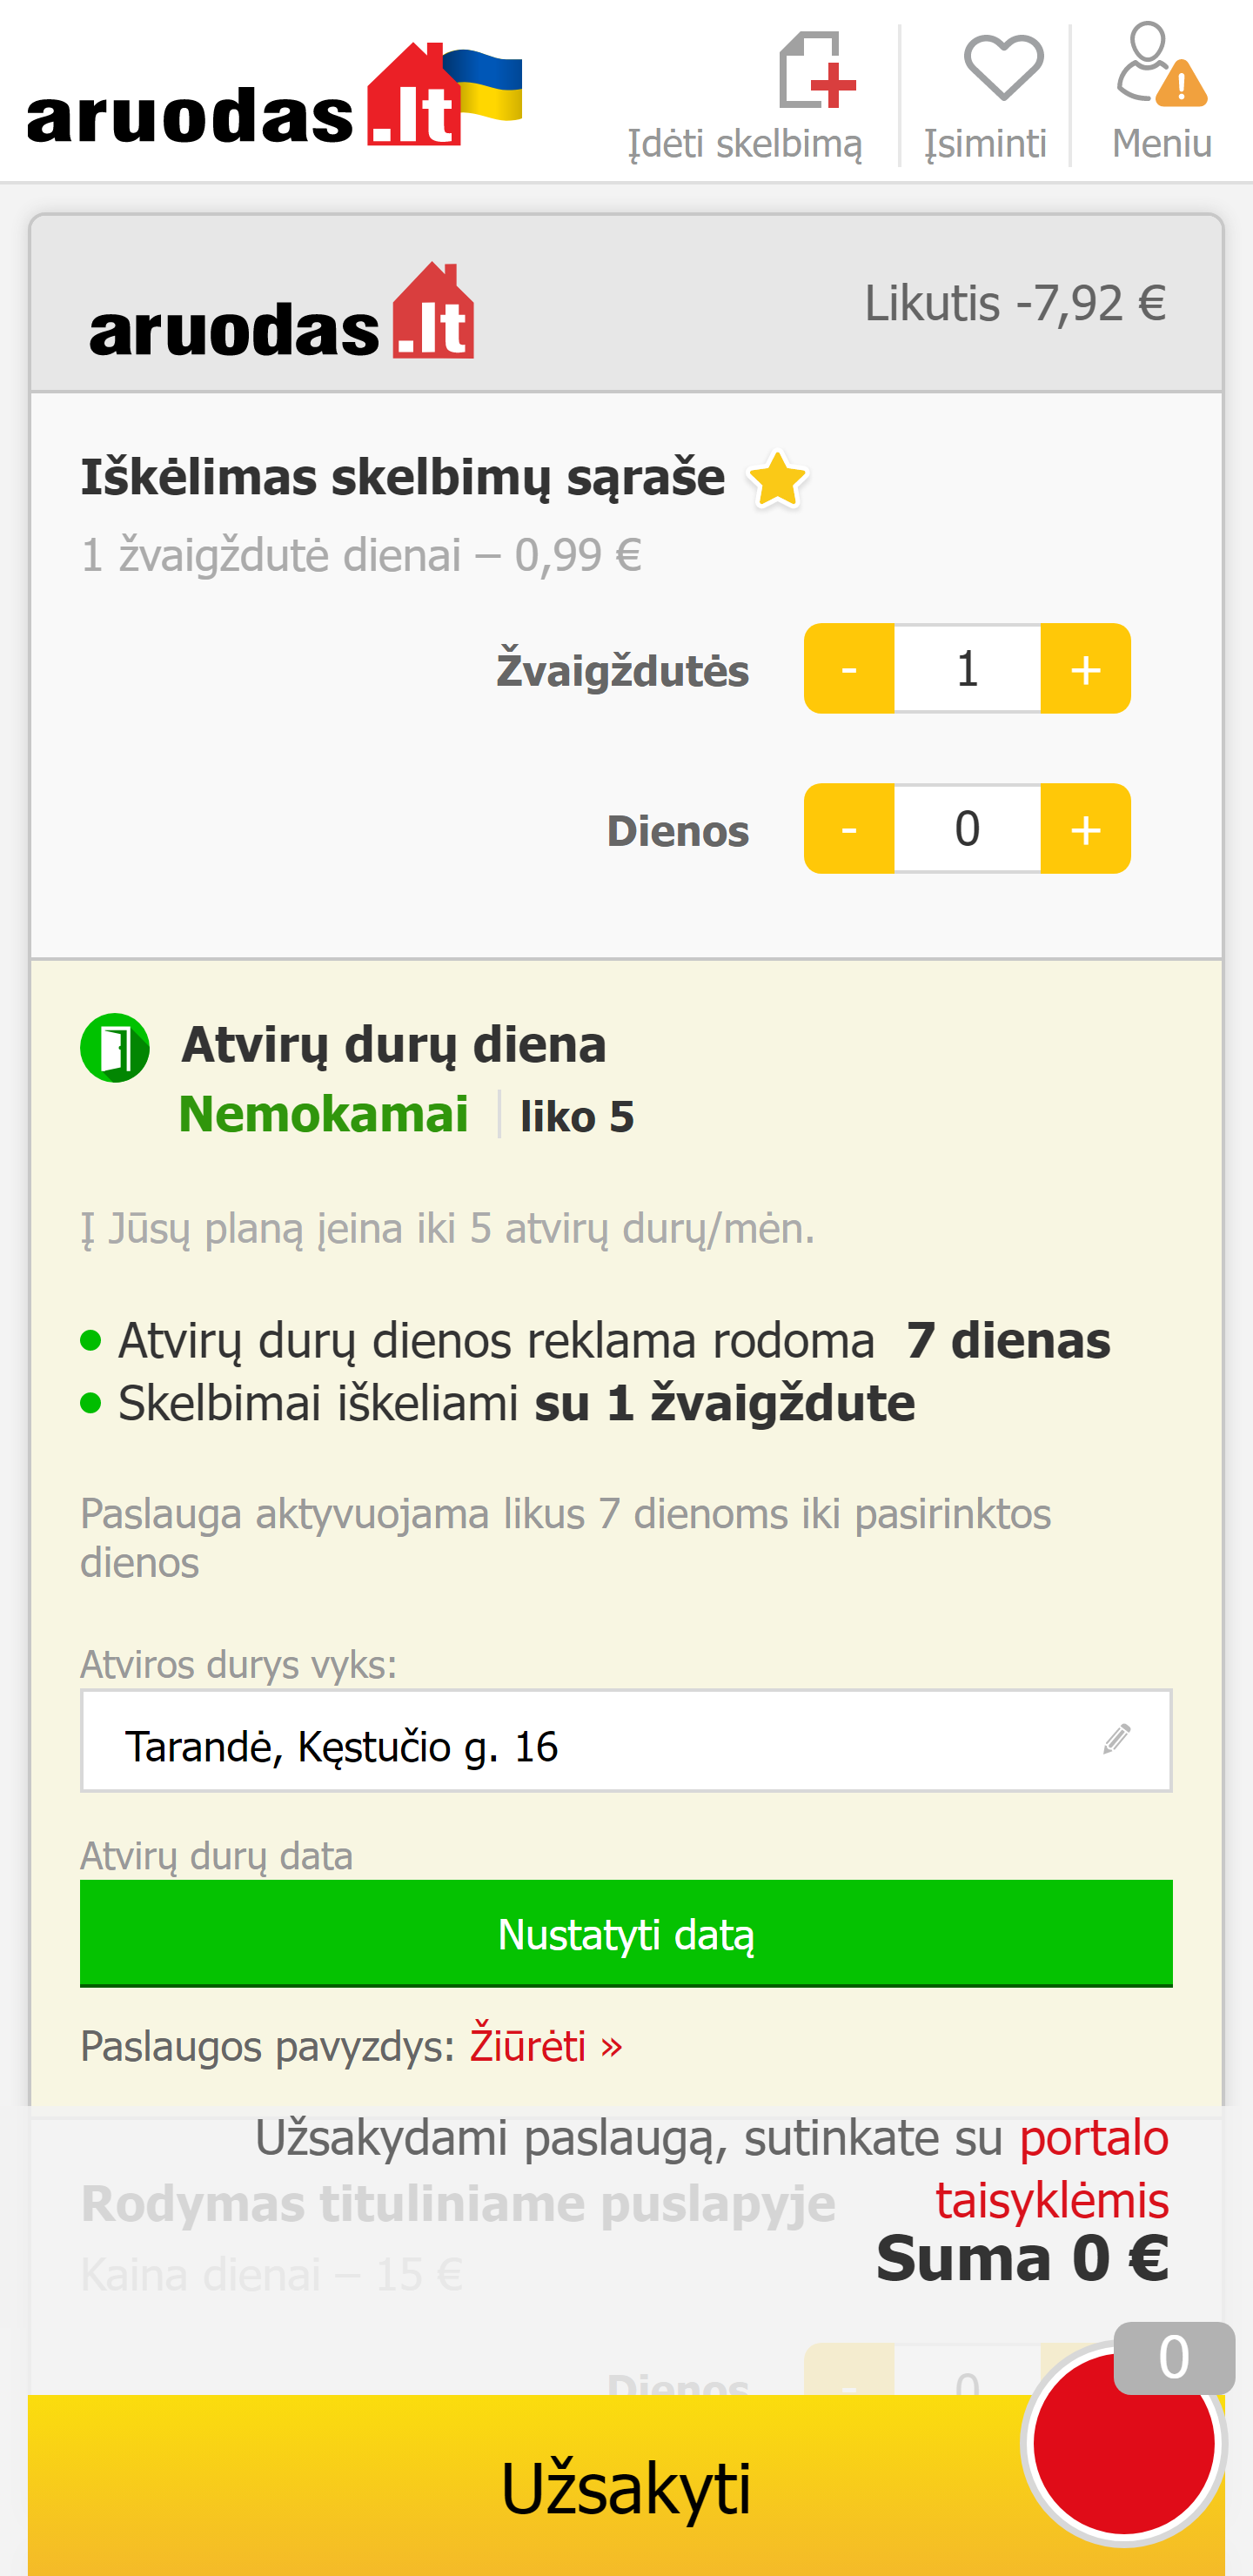 aruodas.lt
Įdėti skelbimą
Įsiminti
Meniu
aruodas.lt
Likutis -7,92 €
Iškėlimas skelbimų sąraše
1 žvaigždutė dienai – 0,99 €
Žvaigždutės - 1 +
Dienos - 0 +
Atvirų durų diena
Nemokamai liko 5
Į Jūsų planą įeina iki 5 atvirų durų/mėn.
Atvirų durų dienos reklama rodoma 7 dienas
Skelbimai iškeliami su 1 žvaigždute
Paslauga aktyvuojama likus 7 dienoms iki pasirinktos
dienos
Atviros durys vyks:
Tarandė, Kęstučio g. 16
Atvirų durų data
Nustatyti datą
Paslaugos pavyzdys: Žiūrėti »
Užsakydami paslaugą, sutinkate su portalo
taisyklėmis
Rodymas tituliniame puslapyje
Suma 0 €
Kaina dienai – 15 €
0
Dienos - 0
Užsakyti